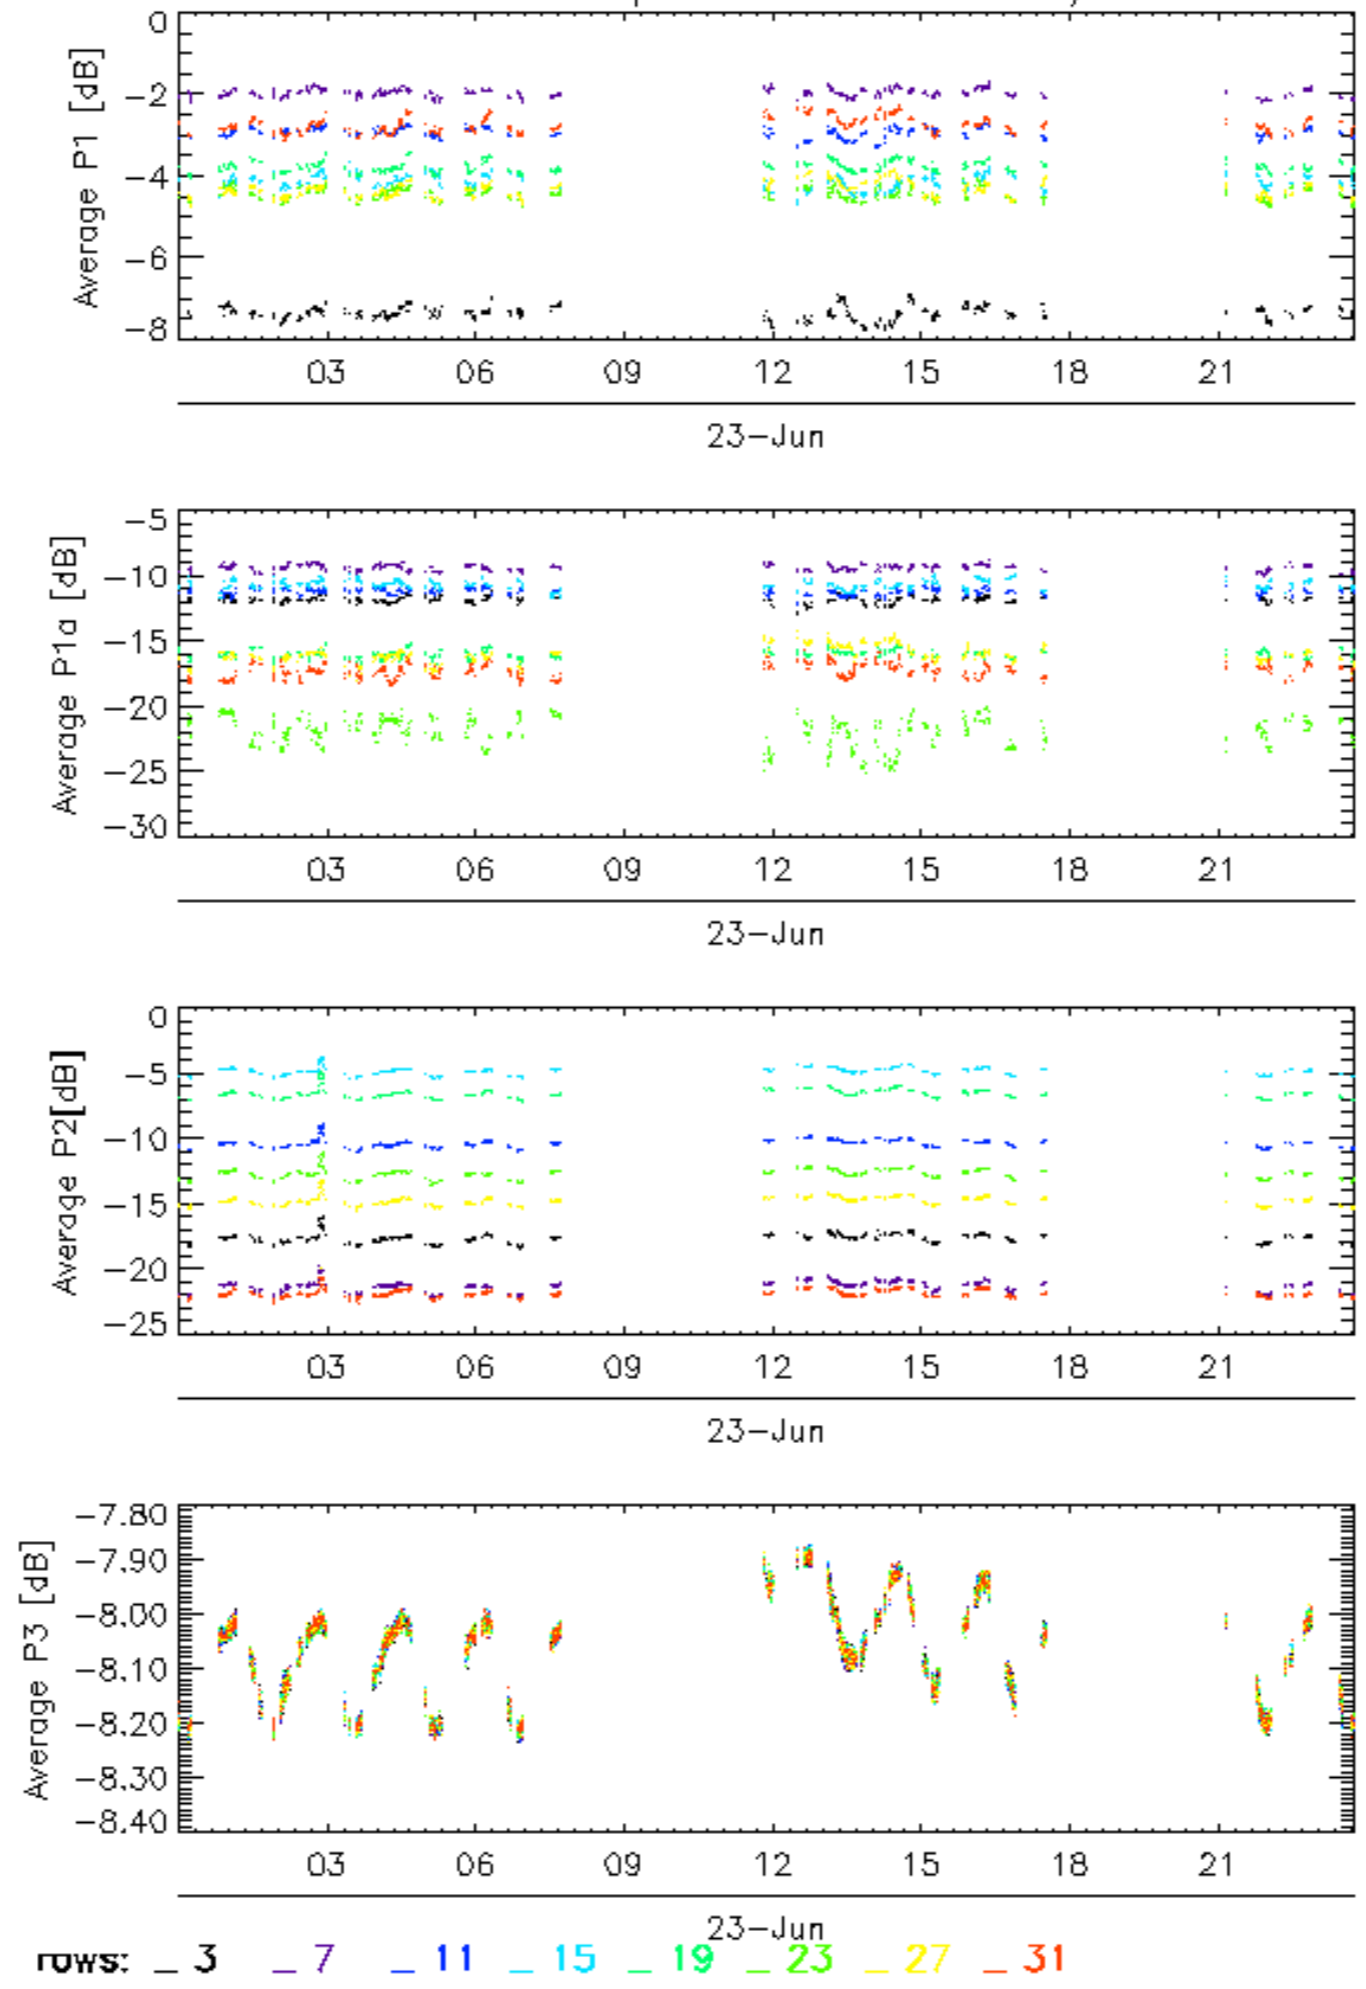 0
-2
-4
-6
-8
Average P1 [dB]
03 06 09 12 15 18 21
23-Jun
-5
-10
-15
-20
-25
-30
Average P1a [dB]
03 06 09 12 15 18 21
23-Jun
0
-5
-10
-15
-20
-25
Average P2[dB]
03 06 09 12 15 18 21
23-Jun
-7.80
-7.90
-8.00
-8.10
-8.20
-8.30
-8.40
Average P3 [dB]
03 06 09 12 15 18 21
23-Jun
rows: _ 3 _ 7 _ 11 _ 15 _ 19 _ 23 _ 27 _ 31